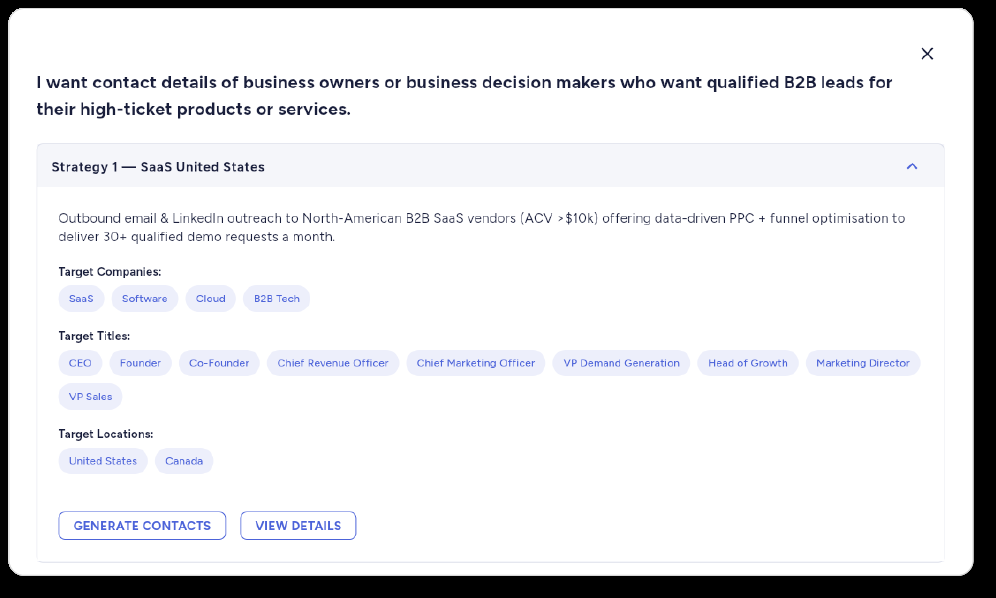 I want contact details of business owners or business decision makers who want qualified B2B leads for
their high-ticket products or services.
Strategy 1 — SaaS United States
Outbound email & LinkedIn outreach to North-American B2B SaaS vendors (ACV >$10k) offering data-driven PPC + funnel optimisation to
deliver 30+ qualified demo requests a month.
Target Companies:
SaaS Software Cloud B2B Tech
Target Titles:
CEO Founder Co-Founder Chief Revenue Officer Chief Marketing Officer VP Demand Generation Head of Growth Marketing Director
VP Sales
Target Locations:
United States Canada
GENERATE CONTACTS VIEW DETAILS